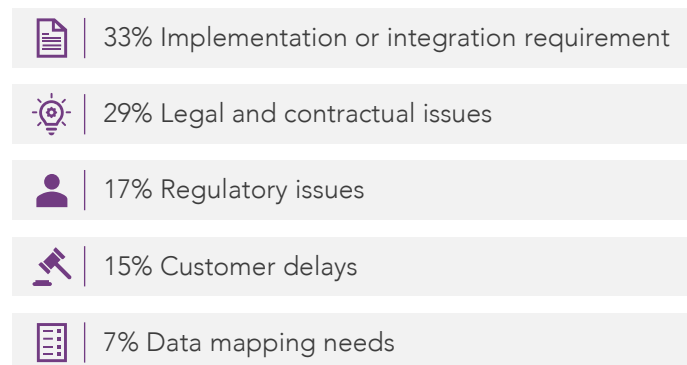 33% Implementation or integration requirement
29% Legal and contractual issues
17% Regulatory issues
15% Customer delays
7% Data mapping needs